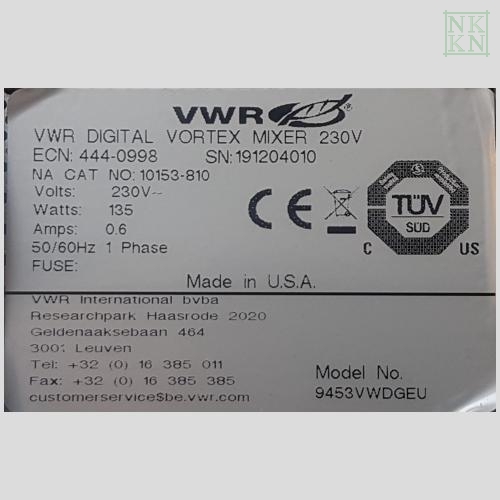 NK
KN
VWR
VWR DIGITAL VORTEX MIXER 230V
ECN: 444-0998 SN:191204010
NA CAT NO: 10153-810
Volts: 230V~
Watts: 135
Amps: 0.6
50/60Hz 1 Phase
FUSE:
CE
TÜV
SÜD
C US
Made in U.S.A.
VWR International bvba
Researchpark Haasrode 2020
Geldenaaksebaan 464
3001 Leuven
Tel: +32 (0) 16 385 011
Fax: +32 (0) 16 385 385
customerservice@be.vwr.com
Model No.
9453VWDGEU